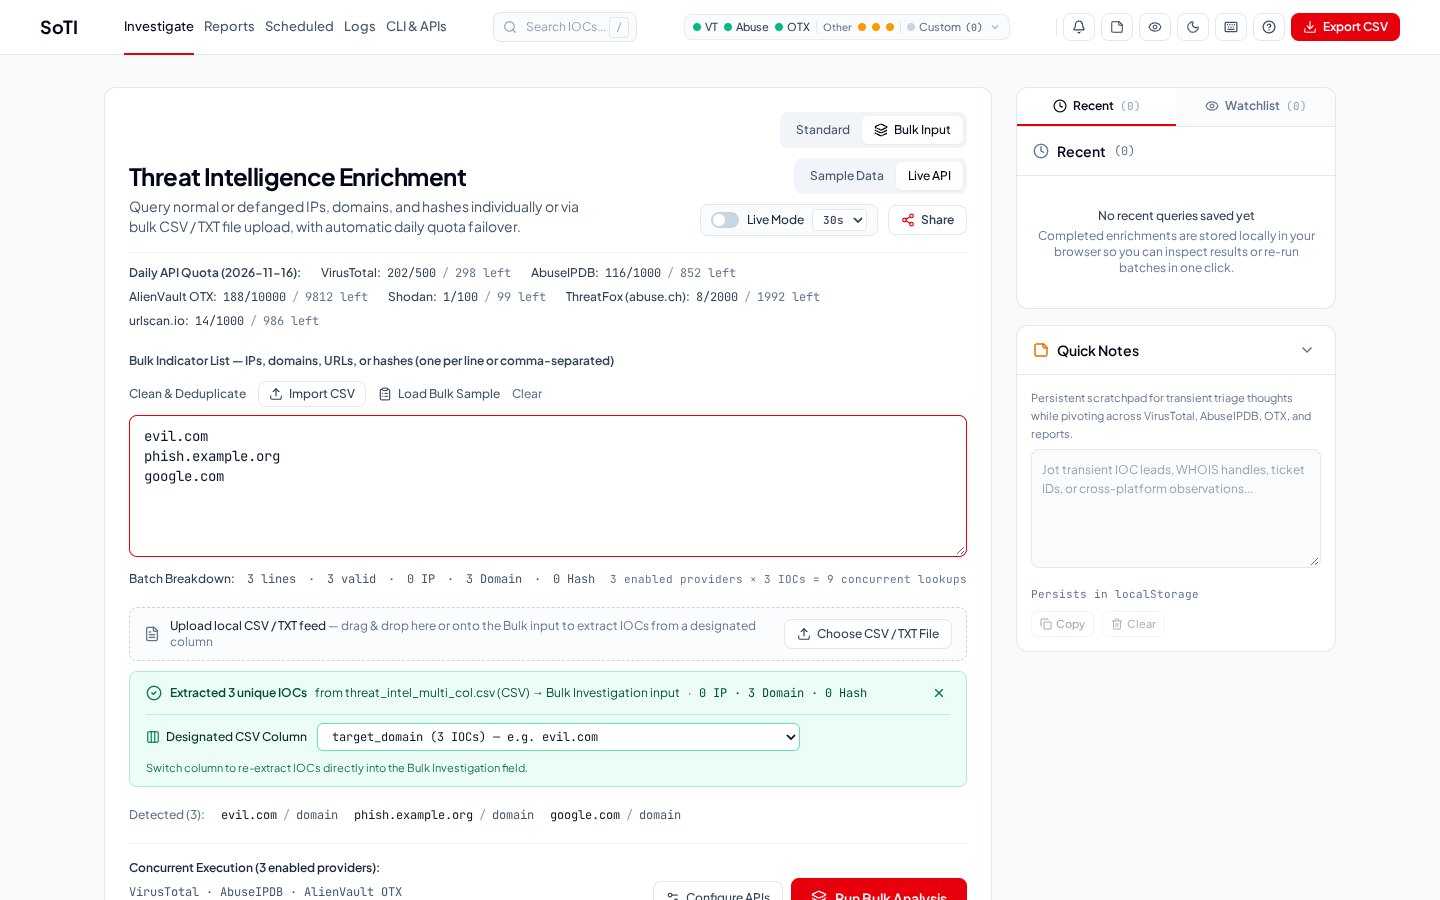 SoTI
Investigate Reports Scheduled Logs CLI & APIs
Search IOCs... /
VT Abuse OTX Other Custom (0)
Export CSV
Standard Bulk Input
Threat Intelligence Enrichment
Sample Data Live API
Query normal or defanged IPs, domains, and hashes individually or via
bulk CSV / TXT file upload, with automatic daily quota failover.
Live Mode 30s Share
Daily API Quota (2026-11-16): VirusTotal: 202/500 / 298 left AbuseIPDB: 116/1000 / 852 left
AlienVault OTX: 188/10000 / 9812 left Shodan: 1/100 / 99 left ThreatFox (abuse.ch): 8/2000 / 1992 left
urlscan.io: 14/1000 / 986 left
Bulk Indicator List — IPs, domains, URLs, or hashes (one per line or comma-separated)
Clean & Deduplicate Import CSV Load Bulk Sample Clear
evil.com
phish.example.org
google.com
Batch Breakdown: 3 lines · 3 valid · 0 IP · 3 Domain · 0 Hash 3 enabled providers × 3 IOCs = 9 concurrent lookups
Upload local CSV / TXT feed — drag & drop here or onto the Bulk input to extract IOCs from a designated
column
Choose CSV / TXT File
Extracted 3 unique IOCs from threat_intel_multi_col.csv (CSV) → Bulk Investigation input · 0 IP · 3 Domain · 0 Hash
Designated CSV Column target_domain (3 IOCs) — e.g. evil.com
Switch column to re-extract IOCs directly into the Bulk Investigation field.
Detected (3): evil.com / domain phish.example.org / domain google.com / domain
Concurrent Execution (3 enabled providers):
VirusTotal · AbuseIPDB · AlienVault OTX
Configure APIs Run Bulk Analysis
Recent (0) Watchlist (0)
Recent (0)
No recent queries saved yet
Completed enrichments are stored locally in your
browser so you can inspect results or re-run
batches in one click.
Quick Notes
Persistent scratchpad for transient triage thoughts
while pivoting across VirusTotal, AbuseIPDB, OTX, and
reports.
Jot transient IOC leads, WHOIS handles, ticket
IDs, or cross-platform observations...
Persists in localStorage
Copy Clear